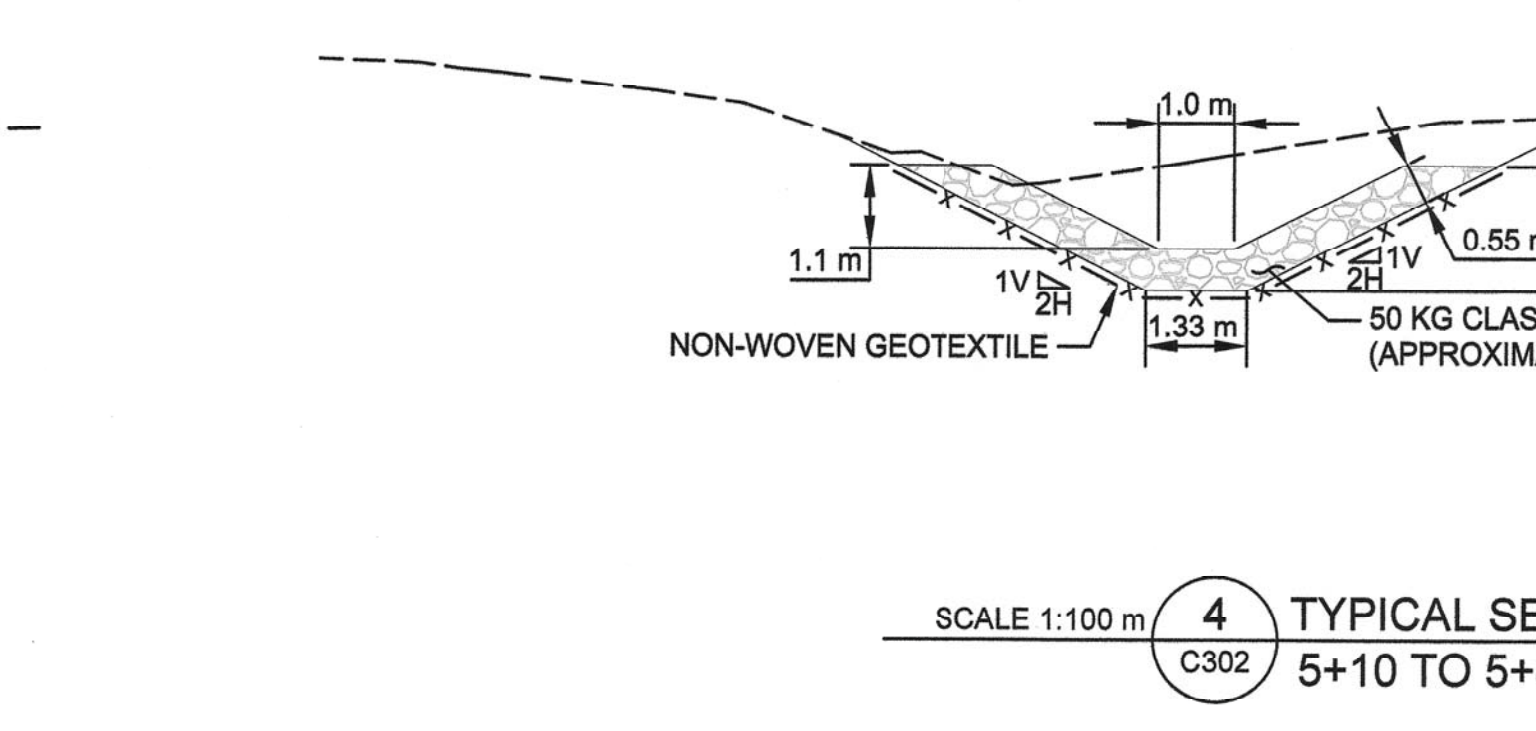 1.0 m
1.1 m
0.55
1V
2H
1V
2H
X
1.33 m
NON-WOVEN GEOTEXTILE
50 KG CLAS
(APPROXIM
SCALE 1:100 m
4
C302
TYPICAL SE
5+10 TO 5+